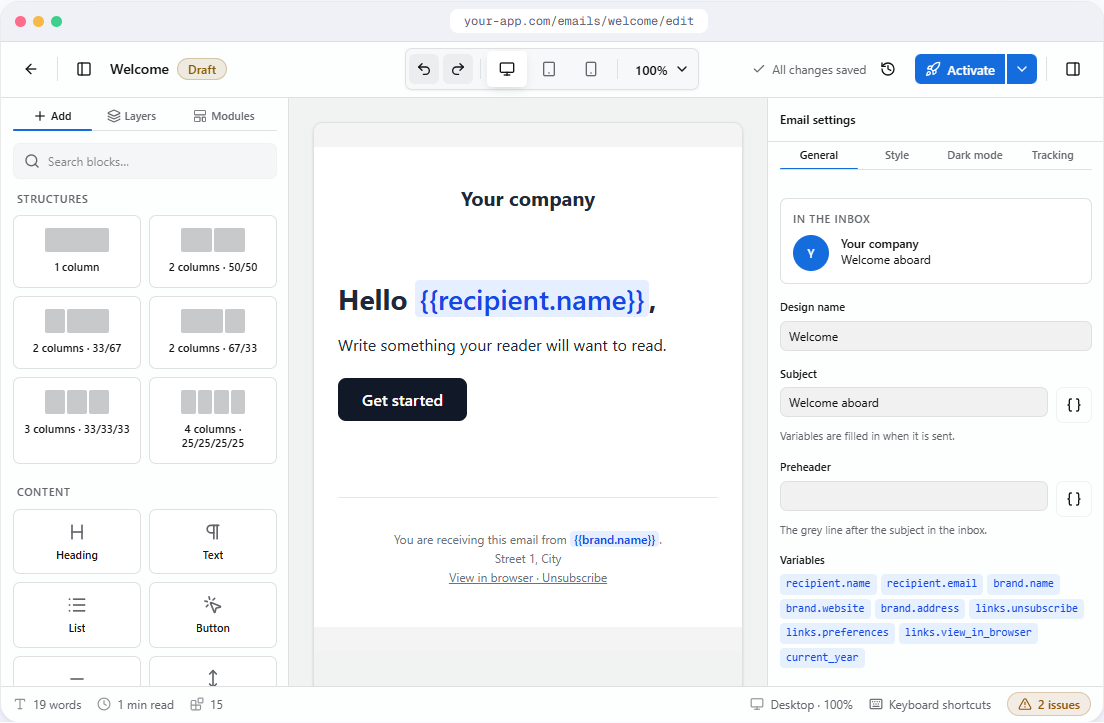 your-app.com/emails/welcome/edit
Welcome
Draft
100%
All changes saved
Activate
Add
Layers
Modules
Search blocks...
STRUCTURES
1 column
2 columns · 50/50
2 columns · 33/67
2 columns · 67/33
3 columns · 33/33/33
4 columns ·
25/25/25/25
CONTENT
Heading
Text
List
Button
Your company
Hello {{recipient.name}},
Write something your reader will want to read.
Get started
You are receiving this email from {{brand.name}} .
Street 1, City
View in browser · Unsubscribe
Email settings
General
Style
Dark mode
Tracking
IN THE INBOX
Y
Your company
Welcome aboard
Design name
Welcome
Subject
Welcome aboard
{}
Variables are filled in when it is sent.
Preheader
{}
The grey line after the subject in the inbox.
Variables
recipient.name
recipient.email
brand.name
brand.website
brand.address
links.unsubscribe
links.preferences
links.view_in_browser
current_year
19 words
1 min read
15
Desktop · 100%
Keyboard shortcuts
2 issues